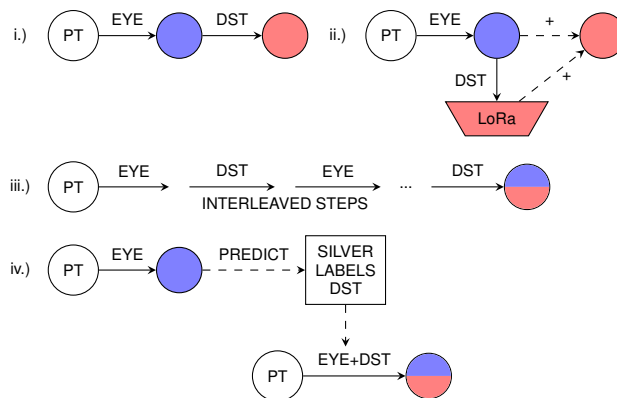 i.) PT EYE DST
ii.) PT EYE + DST + LoRa
iii.) PT EYE DST EYE ... DST
INTERLEAVED STEPS
iv.) PT EYE PREDICT SILVER
LABELS
DST
PT EYE+DST